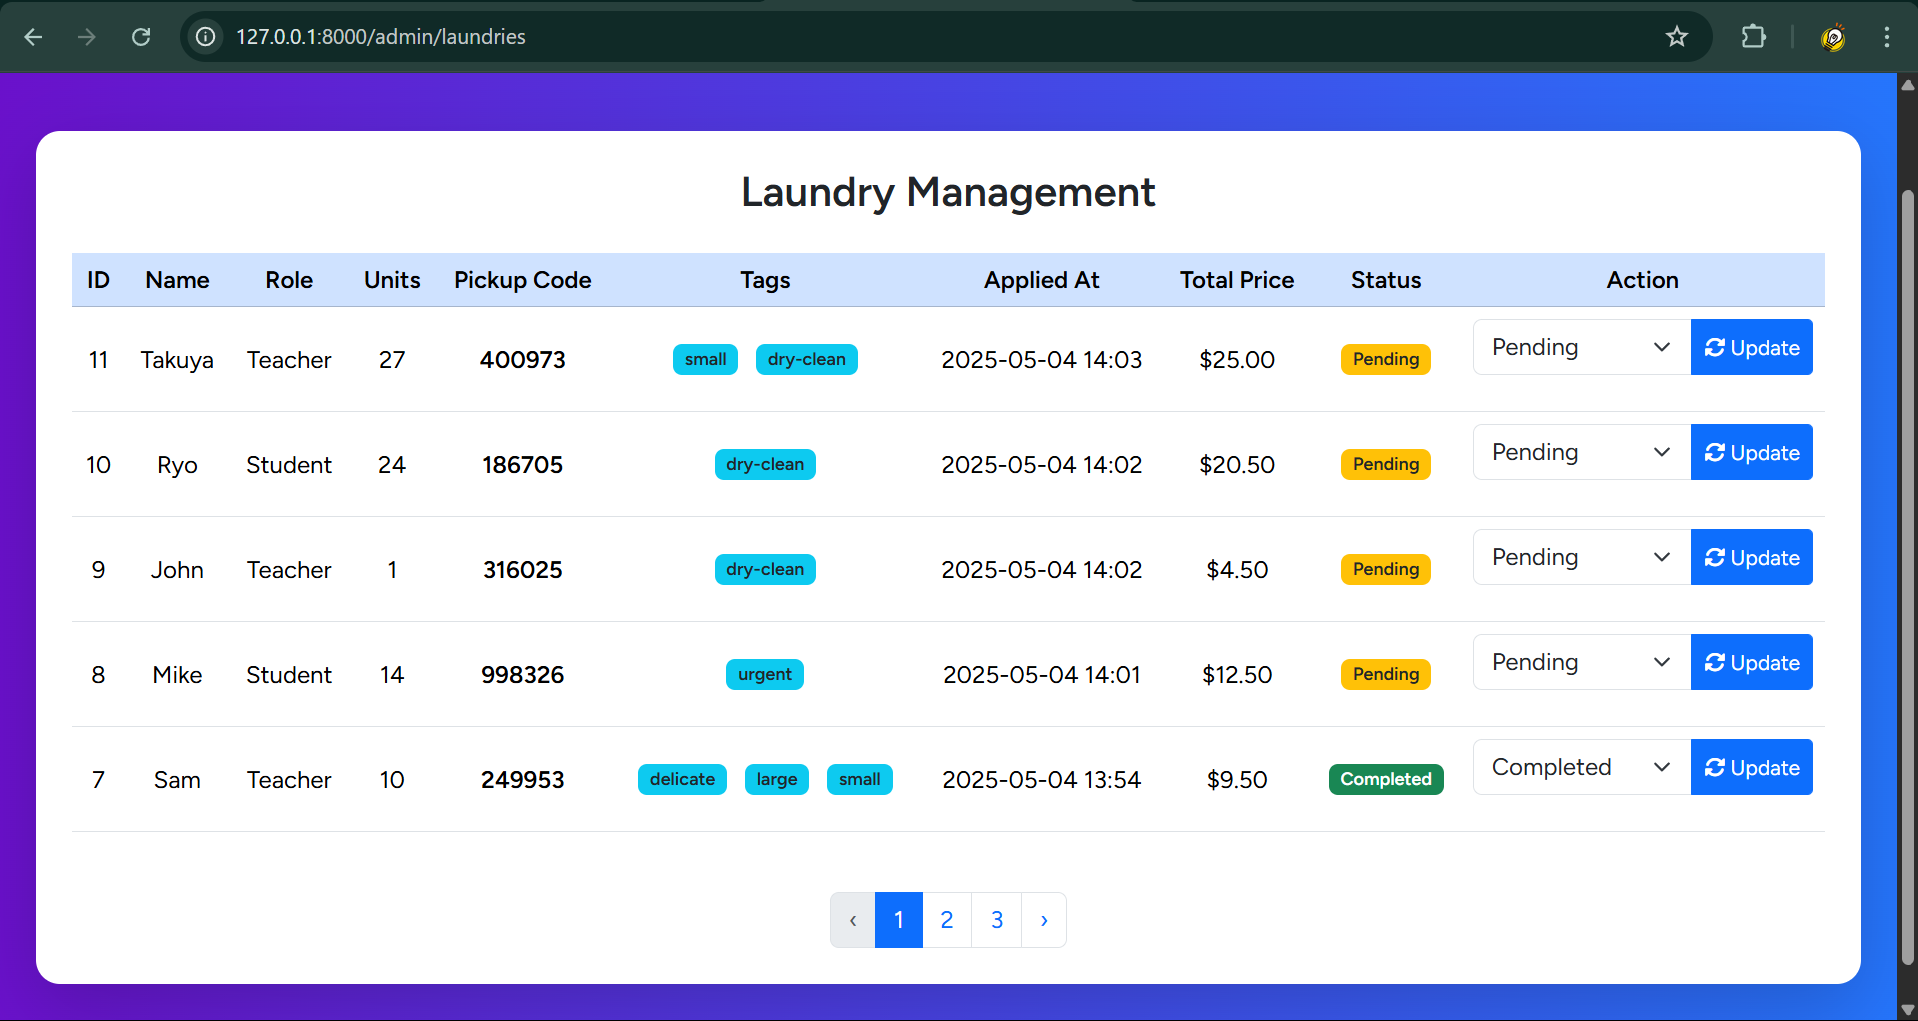 127.0.0.1:8000/admin/laundries
Laundry Management
ID Name Role Units Pickup Code Tags Applied At Total Price Status Action
11 Takuya Teacher 27 400973 small dry-clean 2025-05-04 14:03 $25.00 Pending Pending Update
10 Ryo Student 24 186705 dry-clean 2025-05-04 14:02 $20.50 Pending Pending Update
9 John Teacher 1 316025 dry-clean 2025-05-04 14:02 $4.50 Pending Pending Update
8 Mike Student 14 998326 urgent 2025-05-04 14:01 $12.50 Pending Pending Update
7 Sam Teacher 10 249953 delicate large small 2025-05-04 13:54 $9.50 Completed Completed Update
‹ 1 2 3 ›